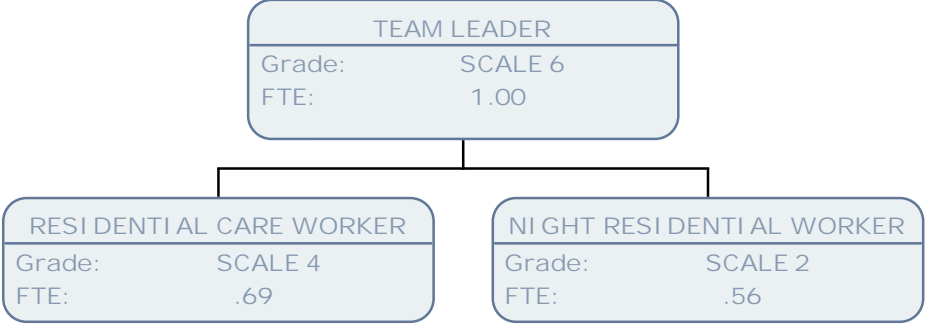 TEAM LEADER
Grade: SCALE 6
FTE: 1.00
RESIDENTIAL CARE WORKER
Grade: SCALE 4
FTE: .69
NIGHT RESIDENTIAL WORKER
Grade: SCALE 2
FTE: .56